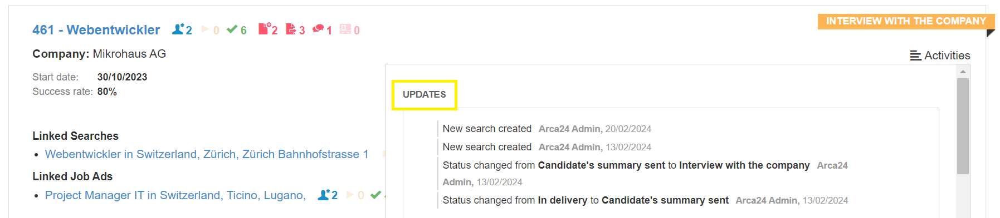 461 - Webentwickler 2 0 6 2 3 1 0
INTERVIEW WITH THE COMPANY
Company: Mikrohaus AG
Activities
Start date: 30/10/2023
Success rate: 80%
UPDATES
New search created Arca24 Admin, 20/02/2024
New search created Arca24 Admin, 13/02/2024
Status changed from Candidate's summary sent to Interview with the company Arca24
Admin, 13/02/2024
Status changed from In delivery to Candidate's summary sent Arca24 Admin, 13/02/2024
Linked Searches
Webentwickler in Switzerland, Zürich, Zürich Bahnhofstrasse 1
Linked Job Ads
Project Manager IT in Switzerland, Ticino, Lugano, 2 0